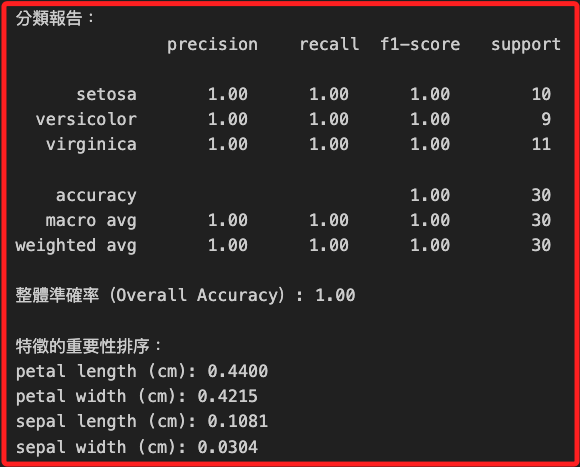 分類報告：
precision recall f1-score support
setosa 1.00 1.00 1.00 10
versicolor 1.00 1.00 1.00 9
virginica 1.00 1.00 1.00 11
accuracy 1.00 30
macro avg 1.00 1.00 1.00 30
weighted avg 1.00 1.00 1.00 30
整體準確率（Overall Accuracy）: 1.00
特徵的重要性排序：
petal length (cm): 0.4400
petal width (cm): 0.4215
sepal length (cm): 0.1081
sepal width (cm): 0.0304